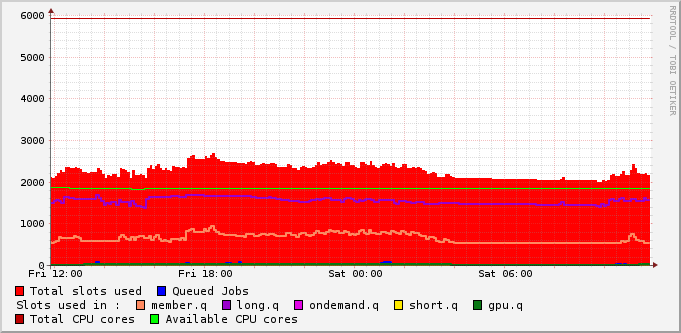 RRDTOOL / TOBI OETIKER
6000
5000
4000
3000
2000
1000
0
Fri 12:00 Fri 18:00 Sat 00:00 Sat 06:00
Total slots used Queued Jobs
Slots used in : member.q long.q ondemand.q short.q gpu.q
Total CPU cores Available CPU cores